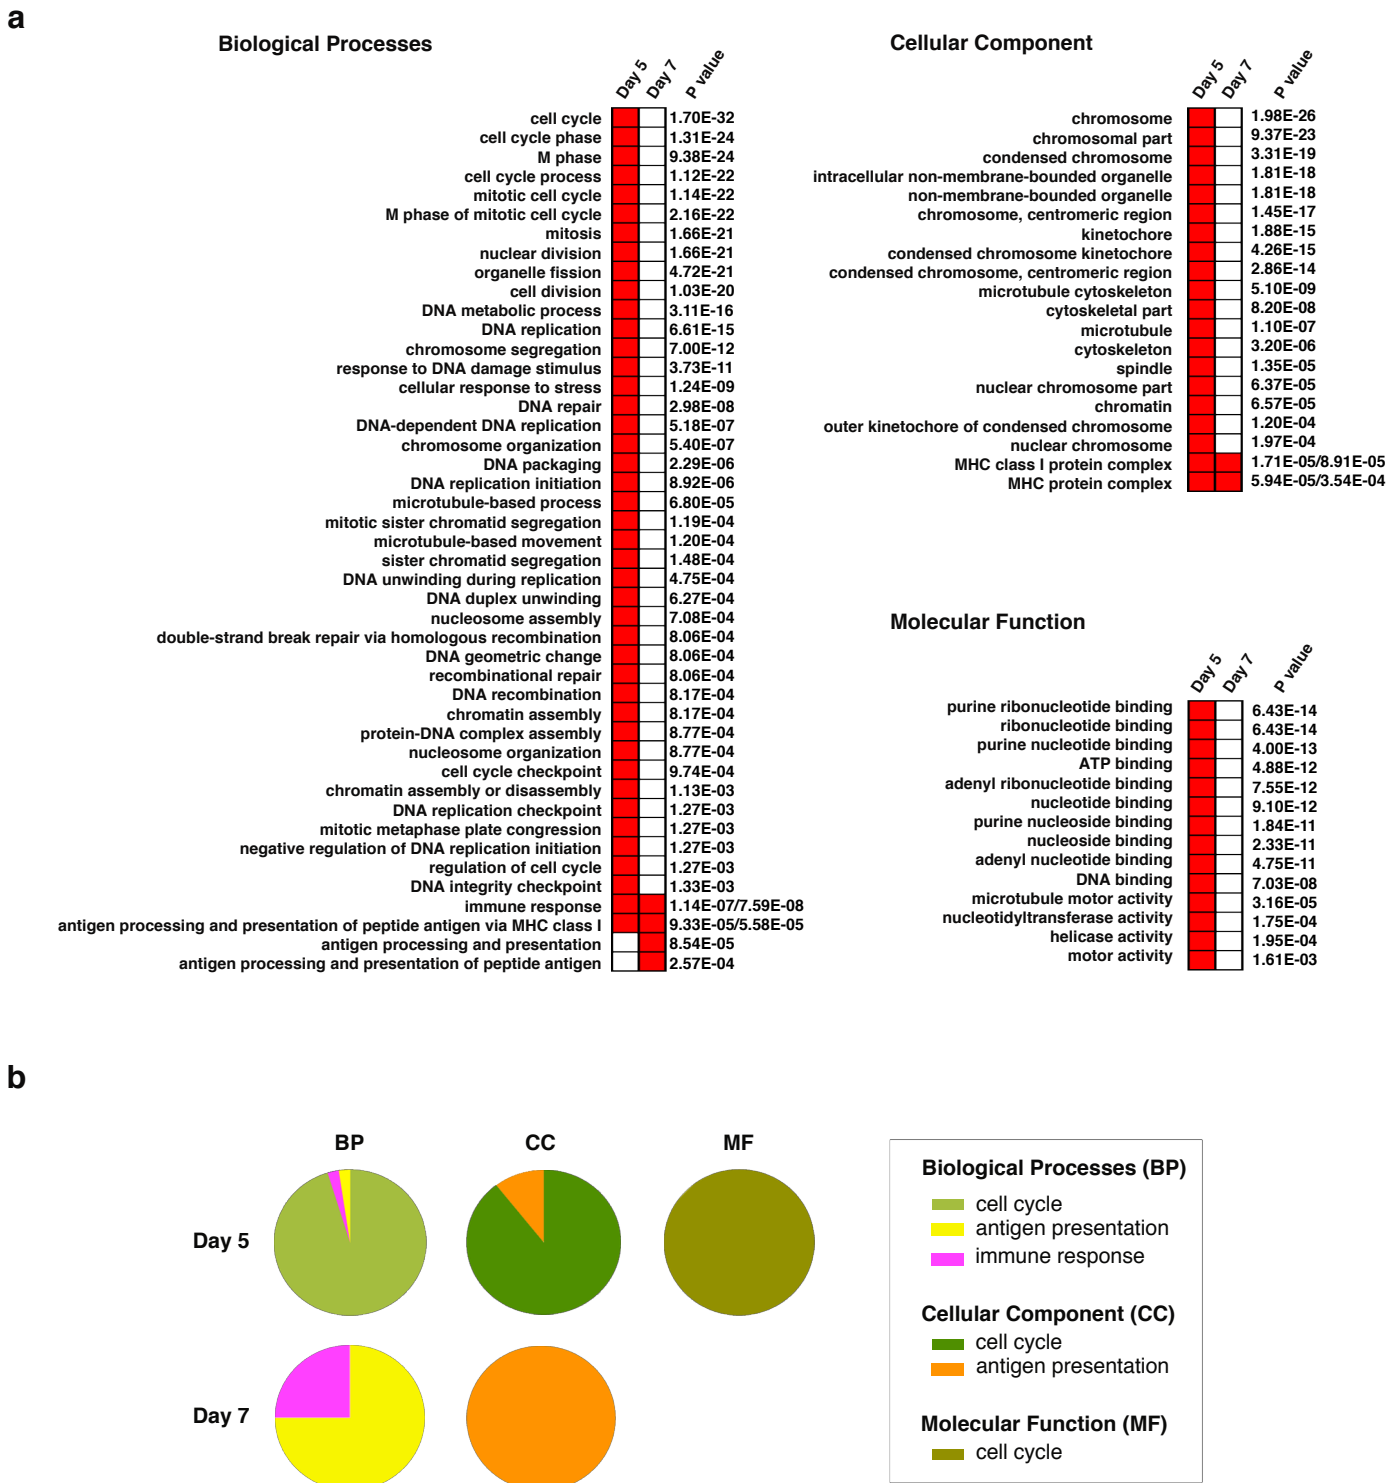 a
Biological Processes
Day 5 Day 7 P value
cell cycle 1.70E-32
cell cycle phase 1.31E-24
M phase 9.38E-24
cell cycle process 1.12E-22
mitotic cell cycle 1.14E-22
M phase of mitotic cell cycle 2.16E-22
mitosis 1.66E-21
nuclear division 1.66E-21
organelle fission 4.72E-21
cell division 1.03E-20
DNA metabolic process 3.11E-16
DNA replication 6.61E-15
chromosome segregation 7.00E-12
response to DNA damage stimulus 3.73E-11
cellular response to stress 1.24E-09
DNA repair 2.98E-08
DNA-dependent DNA replication 5.18E-07
chromosome organization 5.40E-07
DNA packaging 2.29E-06
DNA replication initiation 8.92E-06
microtubule-based process 6.80E-05
mitotic sister chromatid segregation 1.19E-04
microtubule-based movement 1.20E-04
sister chromatid segregation 1.48E-04
DNA unwinding during replication 4.75E-04
DNA duplex unwinding 6.27E-04
nucleosome assembly 7.08E-04
double-strand break repair via homologous recombination 8.06E-04
DNA geometric change 8.06E-04
recombinational repair 8.06E-04
DNA recombination 8.17E-04
chromatin assembly 8.17E-04
protein-DNA complex assembly 8.77E-04
nucleosome organization 8.77E-04
cell cycle checkpoint 9.74E-04
chromatin assembly or disassembly 1.13E-03
DNA replication checkpoint 1.27E-03
mitotic metaphase plate congression 1.27E-03
negative regulation of DNA replication initiation 1.27E-03
regulation of cell cycle 1.27E-03
DNA integrity checkpoint 1.33E-03
immune response 1.14E-07/7.59E-08
antigen processing and presentation of peptide antigen via MHC class I 9.33E-05/5.58E-05
antigen processing and presentation 8.54E-05
antigen processing and presentation of peptide antigen 2.57E-04
Cellular Component
Day 5 Day 7 P value
chromosome 1.98E-26
chromosomal part 9.37E-23
condensed chromosome 3.31E-19
intracellular non-membrane-bounded organelle 1.81E-18
non-membrane-bounded organelle 1.81E-18
chromosome, centromeric region 1.45E-17
kinetochore 1.88E-15
condensed chromosome kinetochore 4.26E-15
condensed chromosome, centromeric region 2.86E-14
microtubule cytoskeleton 5.10E-09
cytoskeletal part 8.20E-08
microtubule 1.10E-07
cytoskeleton 3.20E-06
spindle 1.35E-05
nuclear chromosome part 6.37E-05
chromatin 6.57E-05
outer kinetochore of condensed chromosome 1.20E-04
nuclear chromosome 1.97E-04
MHC class I protein complex 1.71E-05/8.91E-05
MHC protein complex 5.94E-05/3.54E-04
Molecular Function
Day 5 Day 7 P value
purine ribonucleotide binding 6.43E-14
ribonucleotide binding 6.43E-14
purine nucleotide binding 4.00E-13
ATP binding 4.88E-12
adenyl ribonucleotide binding 7.55E-12
nucleotide binding 9.10E-12
purine nucleoside binding 1.84E-11
nucleoside binding 2.33E-11
adenyl nucleotide binding 4.75E-11
DNA binding 7.03E-08
microtubule motor activity 3.16E-05
nucleotidyltransferase activity 1.75E-04
helicase activity 1.95E-04
motor activity 1.61E-03
b
BP CC MF
Day 5
Day 7
Biological Processes (BP)
cell cycle
antigen presentation
immune response
Cellular Component (CC)
cell cycle
antigen presentation
Molecular Function (MF)
cell cycle